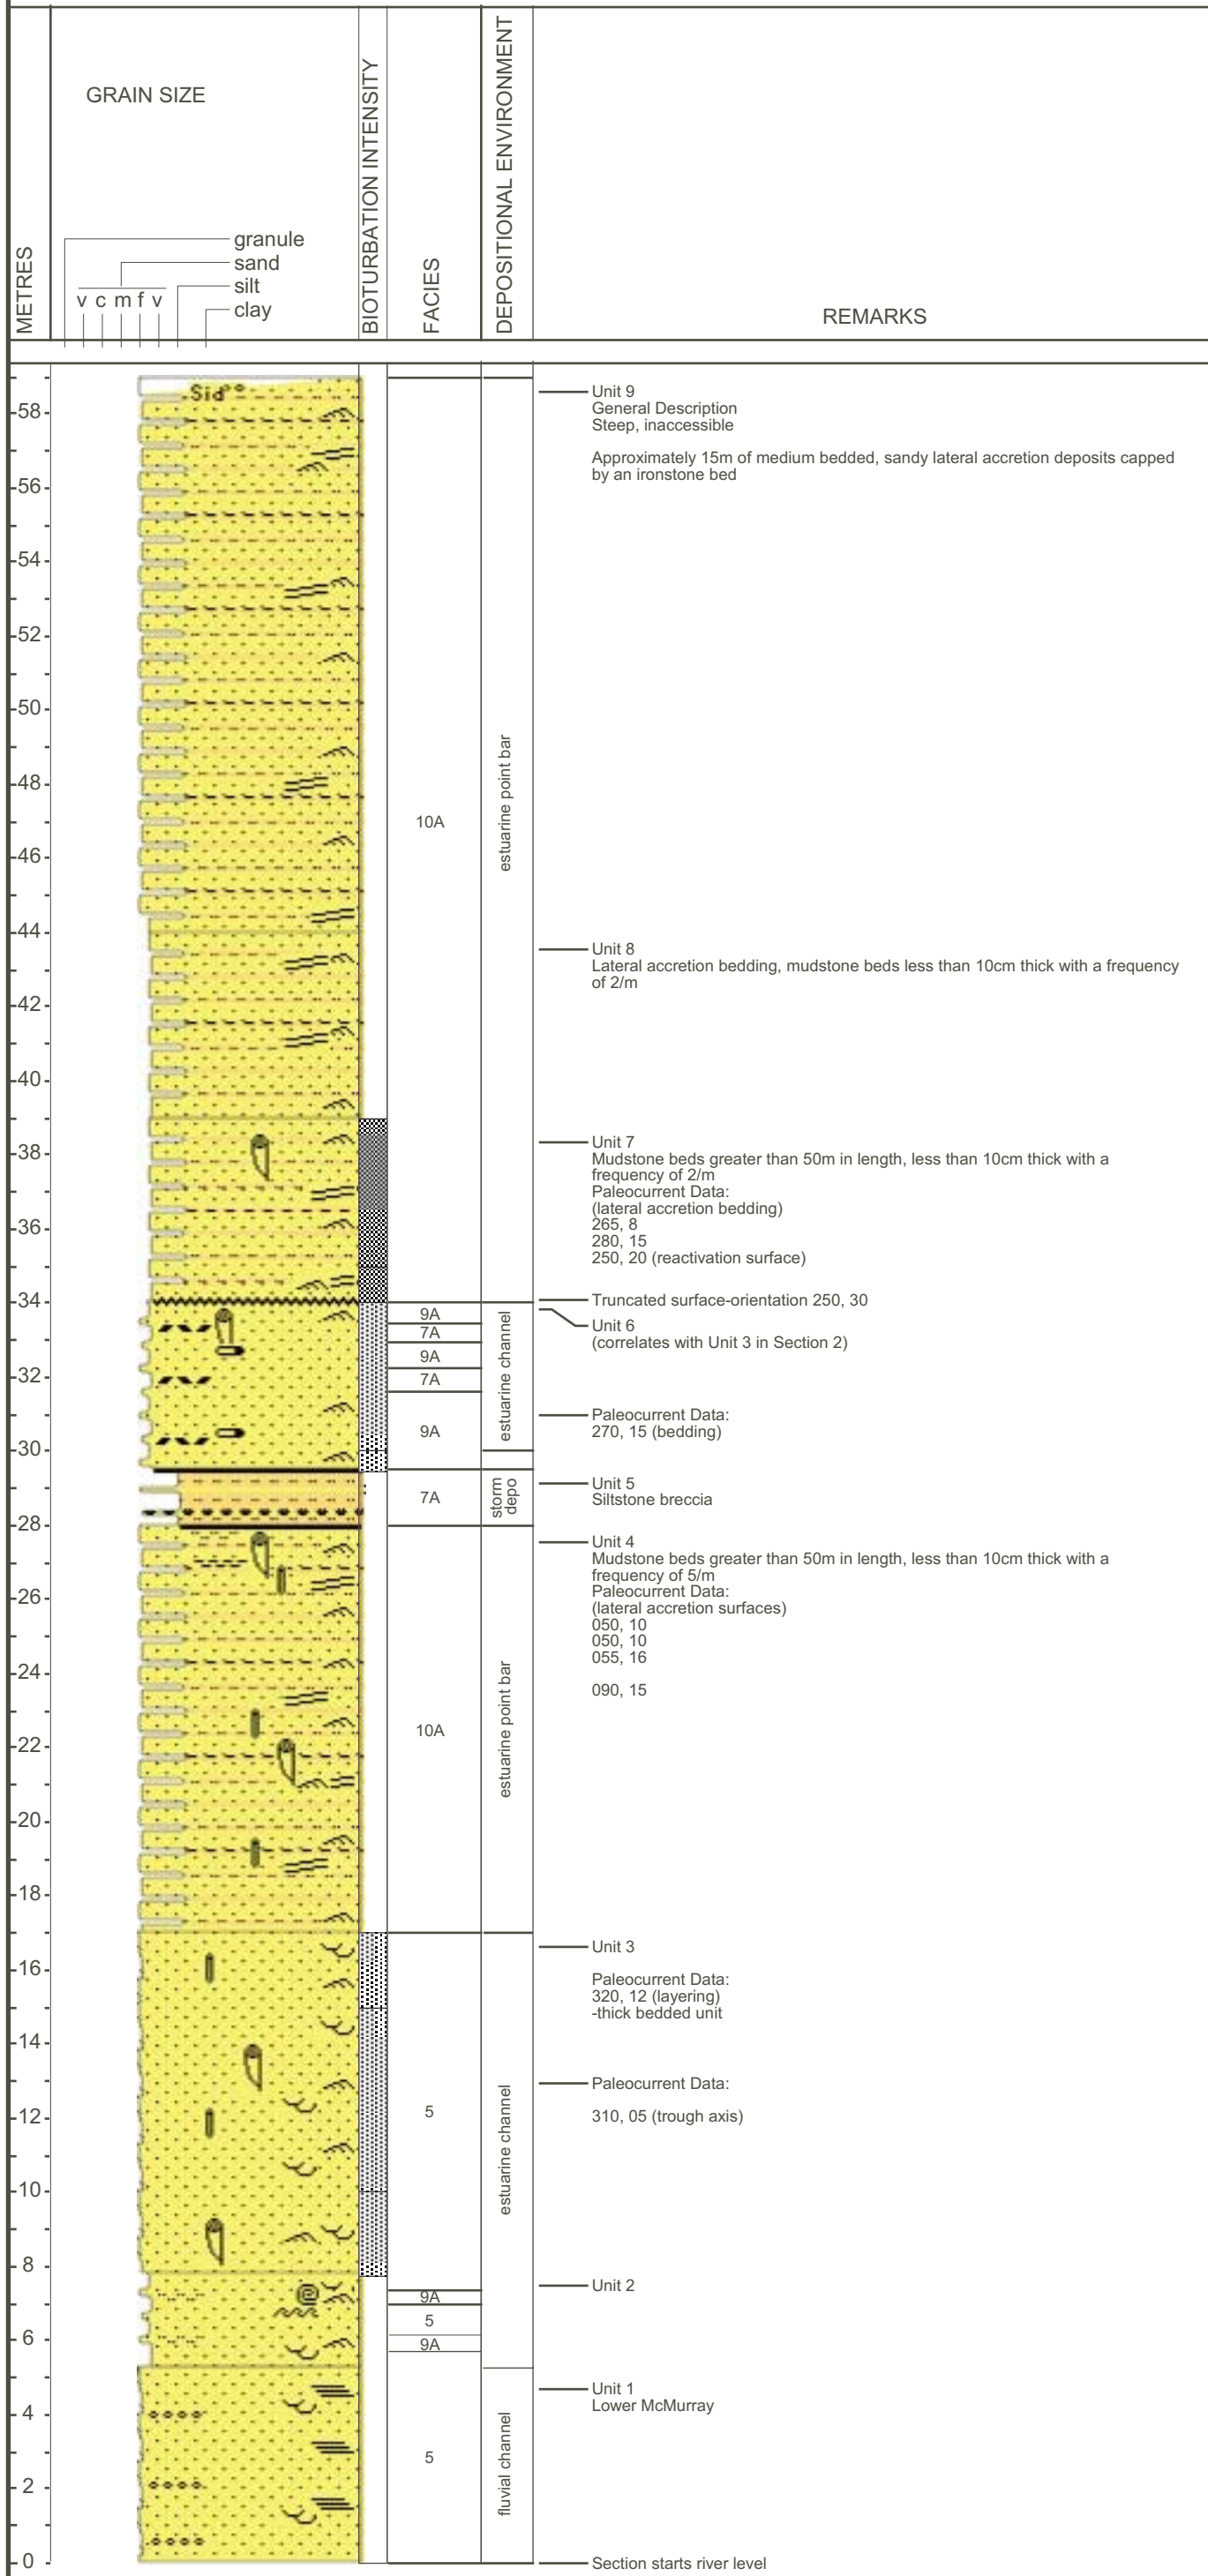 GRAIN SIZE
METRES
granule
sand
silt
clay
v c m f v
BIOTURBATION INTENSITY
FACIES
DEPOSITIONAL ENVIRONMENT
REMARKS
Sid
58
56
54
52
50
48
46
44
42
40
38
36
34
32
30
28
26
24
22
20
18
16
14
12
10
8
6
4
2
0
10A
9A
7A
9A
7A
9A
7A
10A
5
9A
5
9A
5
estuarine point bar
estuarine channel
storm
depo
estuarine point bar
estuarine channel
fluvial channel
Unit 9
General Description
Steep, inaccessible
Approximately 15m of medium bedded, sandy lateral accretion deposits capped
by an ironstone bed
Unit 8
Lateral accretion bedding, mudstone beds less than 10cm thick with a frequency
of 2/m
Unit 7
Mudstone beds greater than 50m in length, less than 10cm thick with a
frequency of 2/m
Paleocurrent Data:
(lateral accretion bedding)
265, 8
280, 15
250, 20 (reactivation surface)
Truncated surface-orientation 250, 30
Unit 6
(correlates with Unit 3 in Section 2)
Paleocurrent Data:
270, 15 (bedding)
Unit 5
Siltstone breccia
Unit 4
Mudstone beds greater than 50m in length, less than 10cm thick with a
frequency of 5/m
Paleocurrent Data:
(lateral accretion surfaces)
050, 10
050, 10
055, 16
090, 15
Unit 3
Paleocurrent Data:
320, 12 (layering)
-thick bedded unit
Paleocurrent Data:
310, 05 (trough axis)
Unit 2
Unit 1
Lower McMurray
Section starts river level